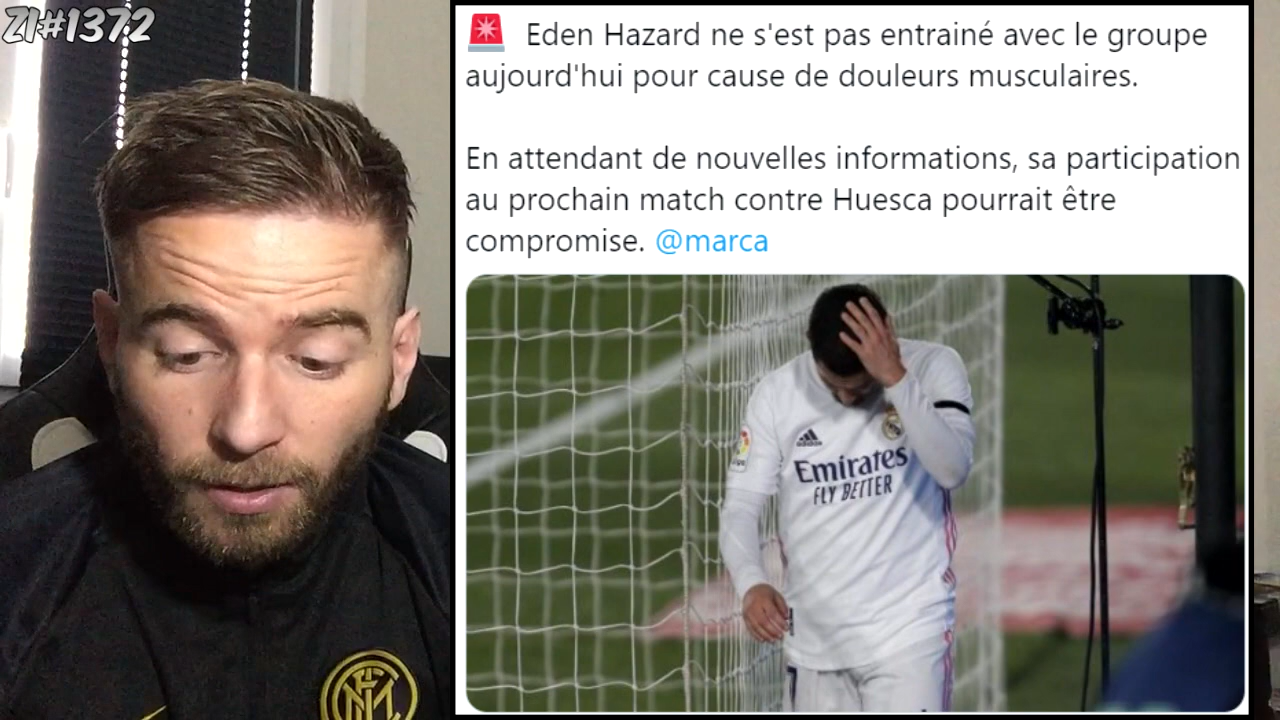 ZI#1372
🚨 Eden Hazard ne s'est pas entrainé avec le groupe
aujourd'hui pour cause de douleurs musculaires.
En attendant de nouvelles informations, sa participation
au prochain match contre Huesca pourrait être
compromise. @marca
adidas
Emirates
FLY BETTER